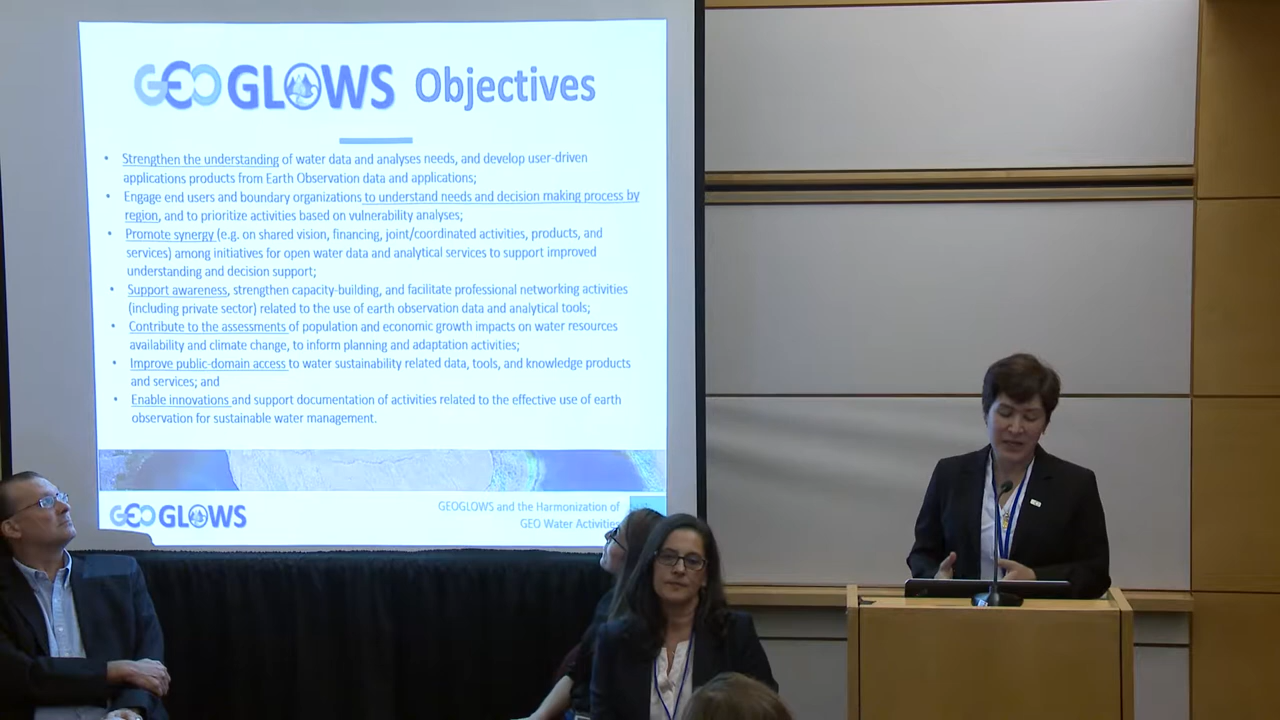 GEOGLOWS Objectives
• Strengthen the understanding of water data and analyses needs, and develop user-driven
applications products from Earth Observation data and applications;
• Engage end users and boundary organizations to understand needs and decision making process by
region, and to prioritize activities based on vulnerability analyses;
• Promote synergy (e.g. on shared vision, financing, joint/coordinated activities, products, and
services) among initiatives for open water data and analytical services to support improved
understanding and decision support;
• Support awareness, strengthen capacity-building, and facilitate professional networking activities
(including private sector) related to the use of earth observation data and analytical tools;
• Contribute to the assessments of population and economic growth impacts on water resources
availability and climate change, to inform planning and adaptation activities;
• Improve public-domain access to water sustainability related data, tools, and knowledge products
and services; and
• Enable innovations and support documentation of activities related to the effective use of earth
observation for sustainable water management.
GEOGLOWS
GEOGLOWS and the Harmonization of
GEO Water Activities